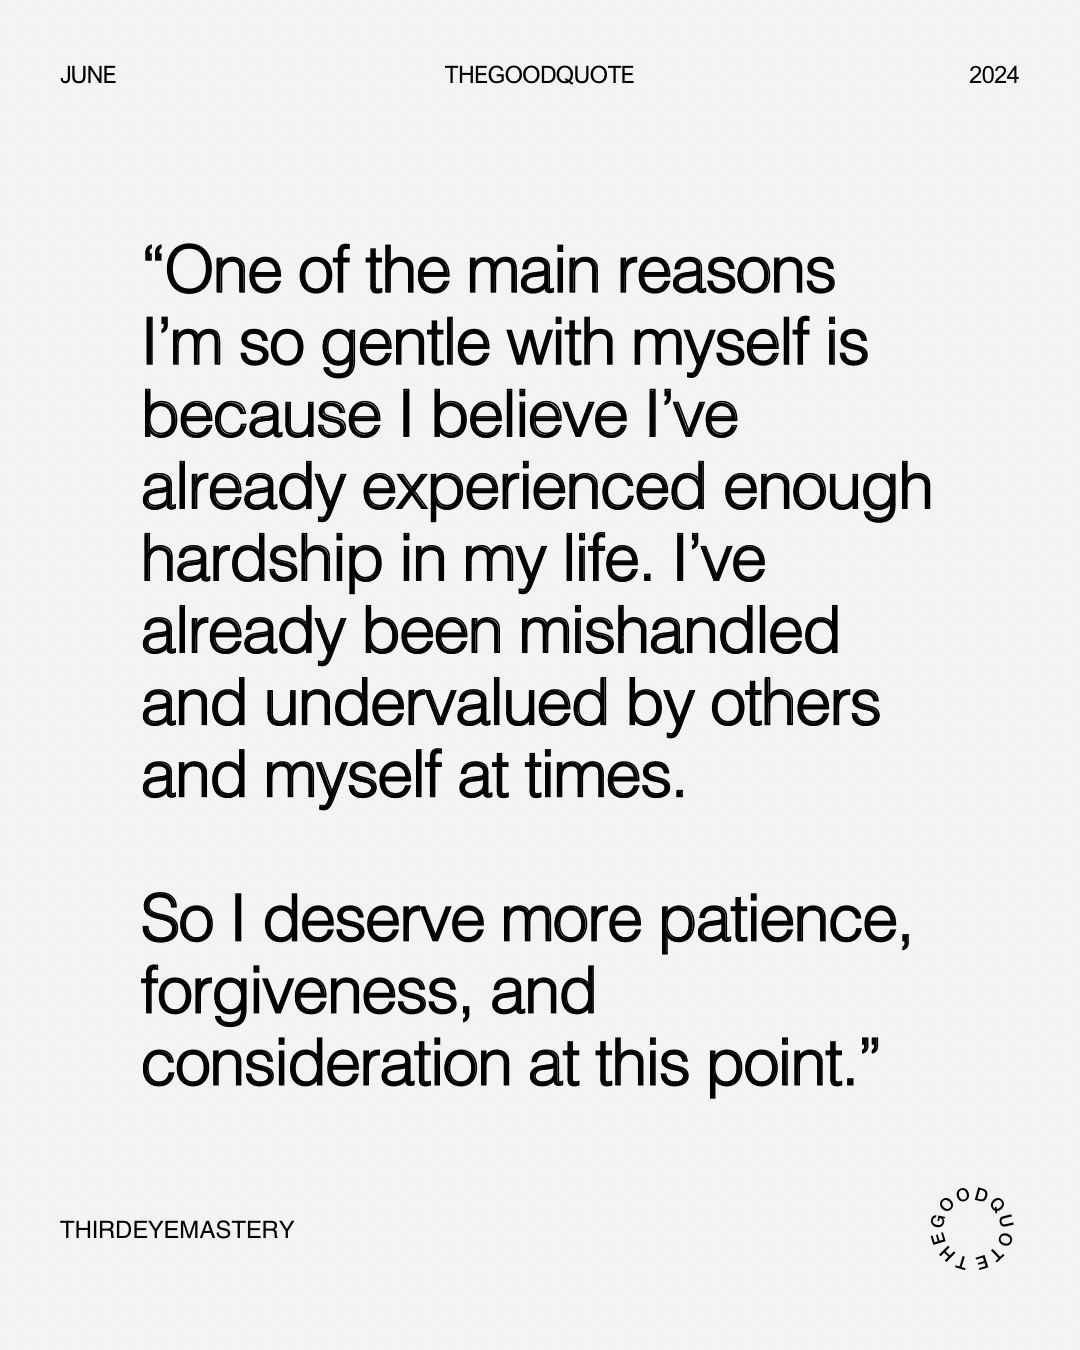 JUNE THEGOODQUOTE 2024
“One of the main reasons
I’m so gentle with myself is
because I believe I’ve
already experienced enough
hardship in my life. I’ve
already been mishandled
and undervalued by others
and myself at times.
So I deserve more patience,
forgiveness, and
consideration at this point.”
THIRDEYEMASTERY
THEGOODQUOTE